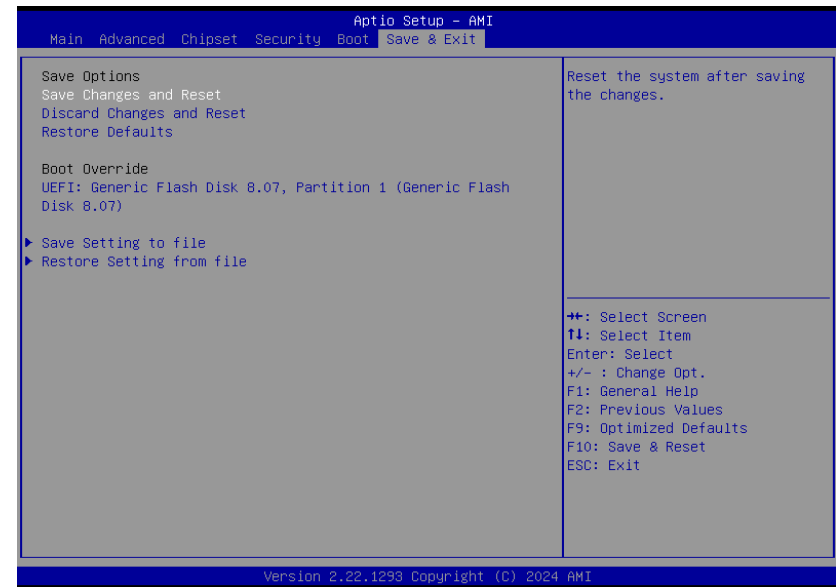 Aptio Setup – AMI
Main Advanced Chipset Security Boot Save & Exit
Save Options
Save Changes and Reset
Discard Changes and Reset
Restore Defaults
Boot Override
UEFI: Generic Flash Disk 8.07, Partition 1 (Generic Flash
Disk 8.07)
Save Setting to file
Restore Setting from file
Reset the system after saving
the changes.
→←: Select Screen
↑↓: Select Item
Enter: Select
+/- : Change Opt.
F1: General Help
F2: Previous Values
F9: Optimized Defaults
F10: Save & Reset
ESC: Exit
Version 2.22.1293 Copyright (C) 2024 AMI